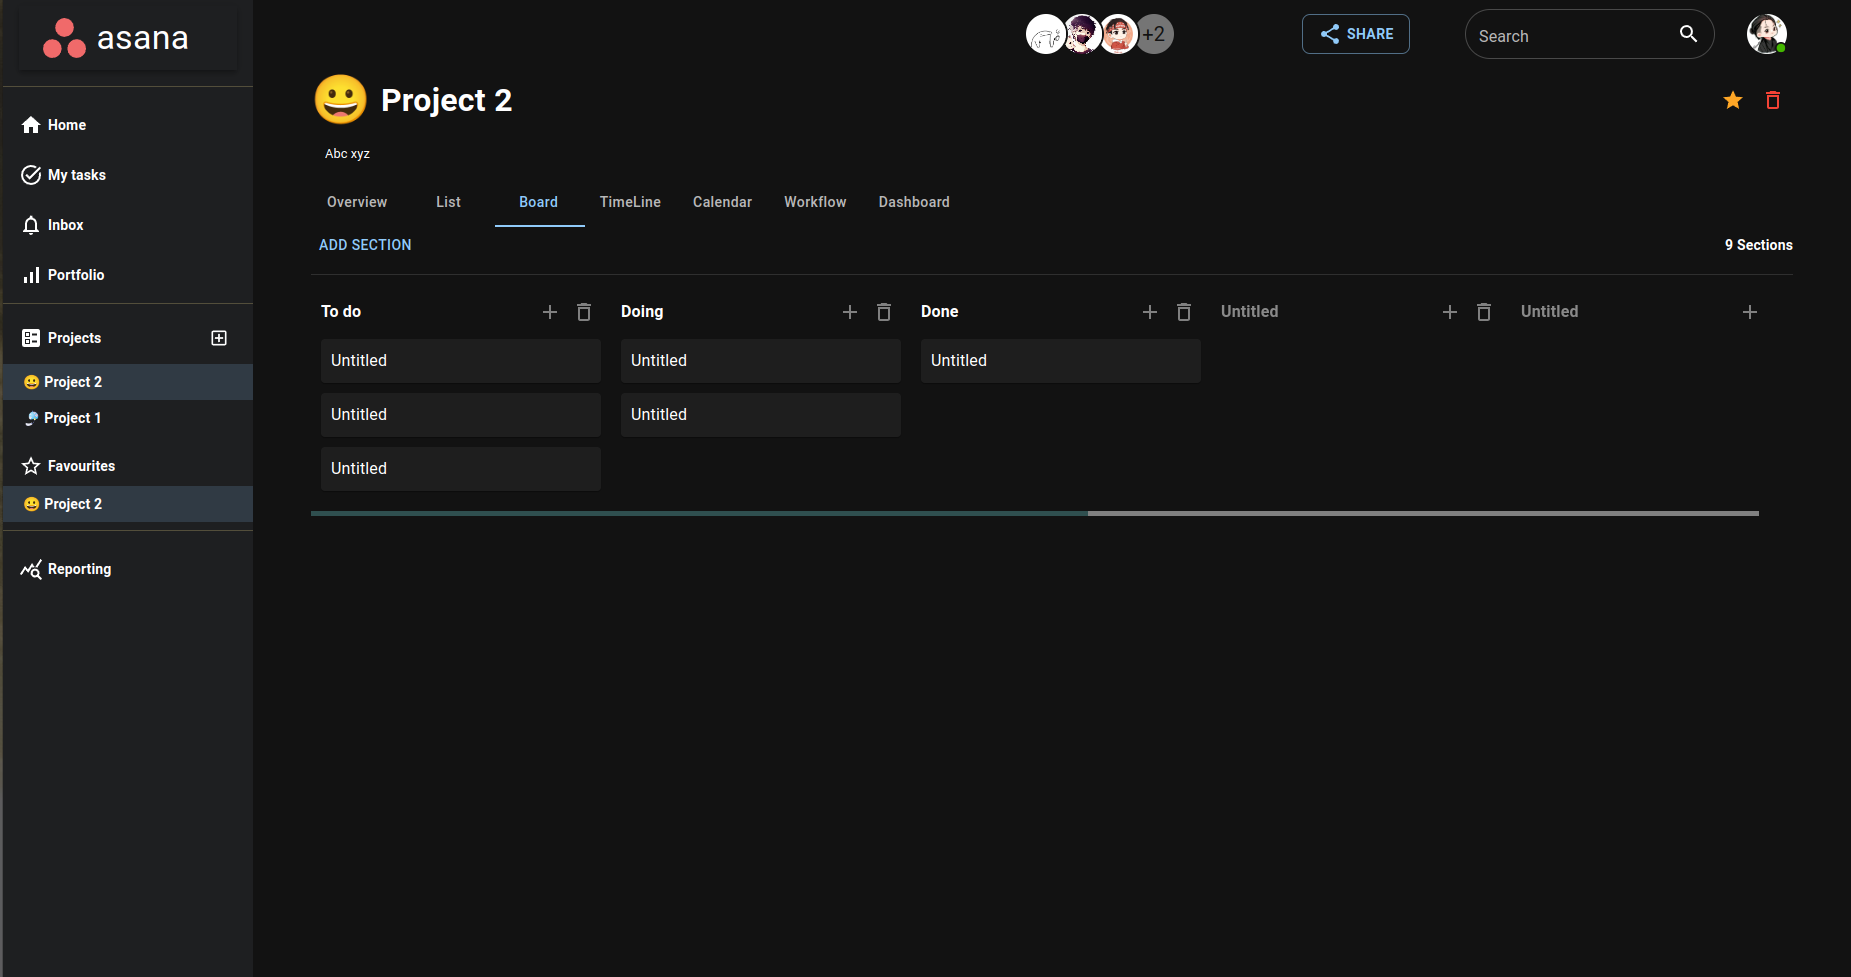 asana
Home
My tasks
Inbox
Portfolio
Projects
Project 2
Project 1
Favourites
Project 2
Reporting
+2
SHARE
Search
Project 2
Abc xyz
Overview List Board TimeLine Calendar Workflow Dashboard
ADD SECTION
9 Sections
To do Doing Done Untitled Untitled
Untitled Untitled Untitled
Untitled Untitled
Untitled